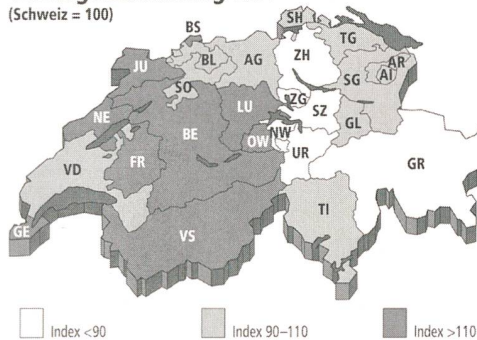 (Schweiz = 100)
SH
BS
TG
JU
BL
AG
ZH
AR
AI
SO
SG
NE
LU
ZG
SZ
BE
GL
NW
OW
VD
FR
UR
GR
TI
GE
VS
Index <90
Index 90–110
Index >110